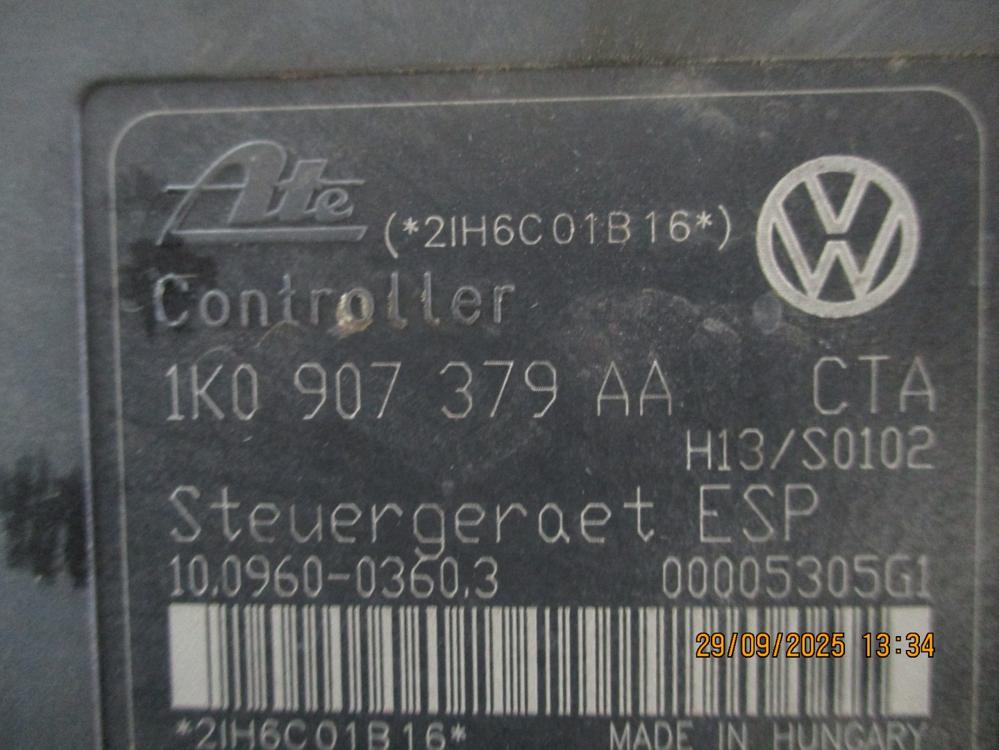 Ate (*2IH6C01B16*)
Controller
1K0 907 379 AA CTA
H13/S0102
Steuergeraet ESP
10.0960-0360.3 00005305G1
29/09/2025 13:34
*2IH6C01B16* MADE IN HUNGARY